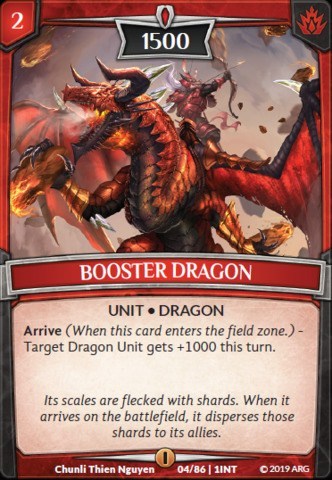 2
1500
BOOSTER DRAGON
UNIT • DRAGON
Arrive (When this card enters the field zone.) -
Target Dragon Unit gets +1000 this turn.
Its scales are flecked with shards. When it
arrives on the battlefield, it disperses those
shards to its allies.
I
Chunli Thien Nguyen 04/86 | 1INT © 2019 ARG